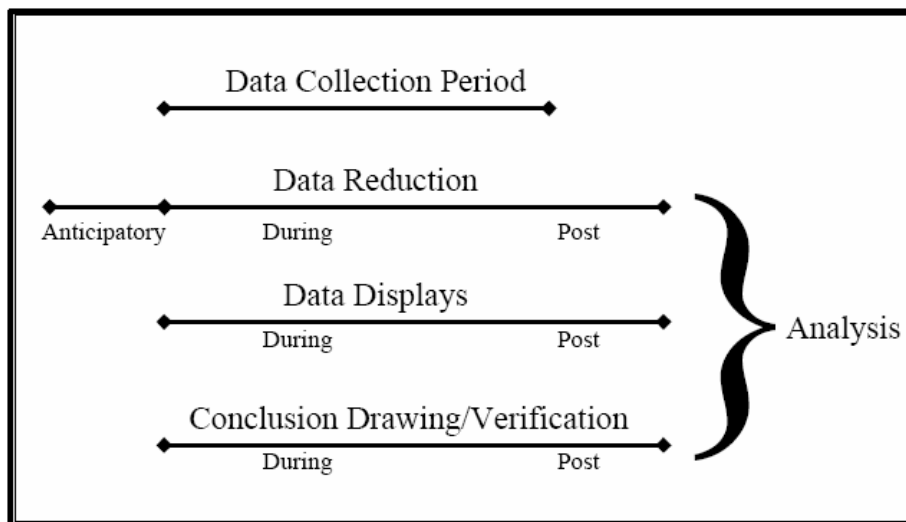 Data Collection Period
Data Reduction
Anticipatory During Post
Data Displays
During Post
Analysis
Conclusion Drawing/Verification
During Post